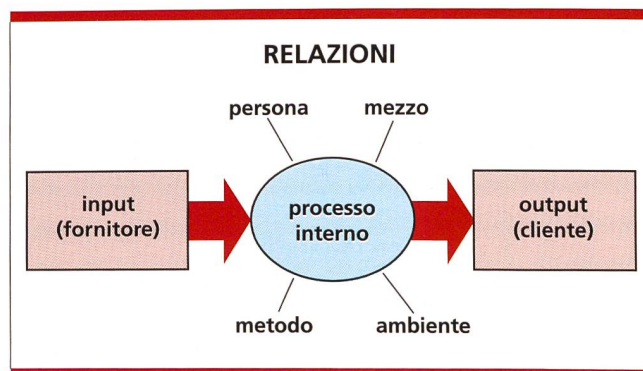 RELAZIONI
persona
mezzo
input
(fornitore)
processo
interno
output
(cliente)
metodo
ambiente